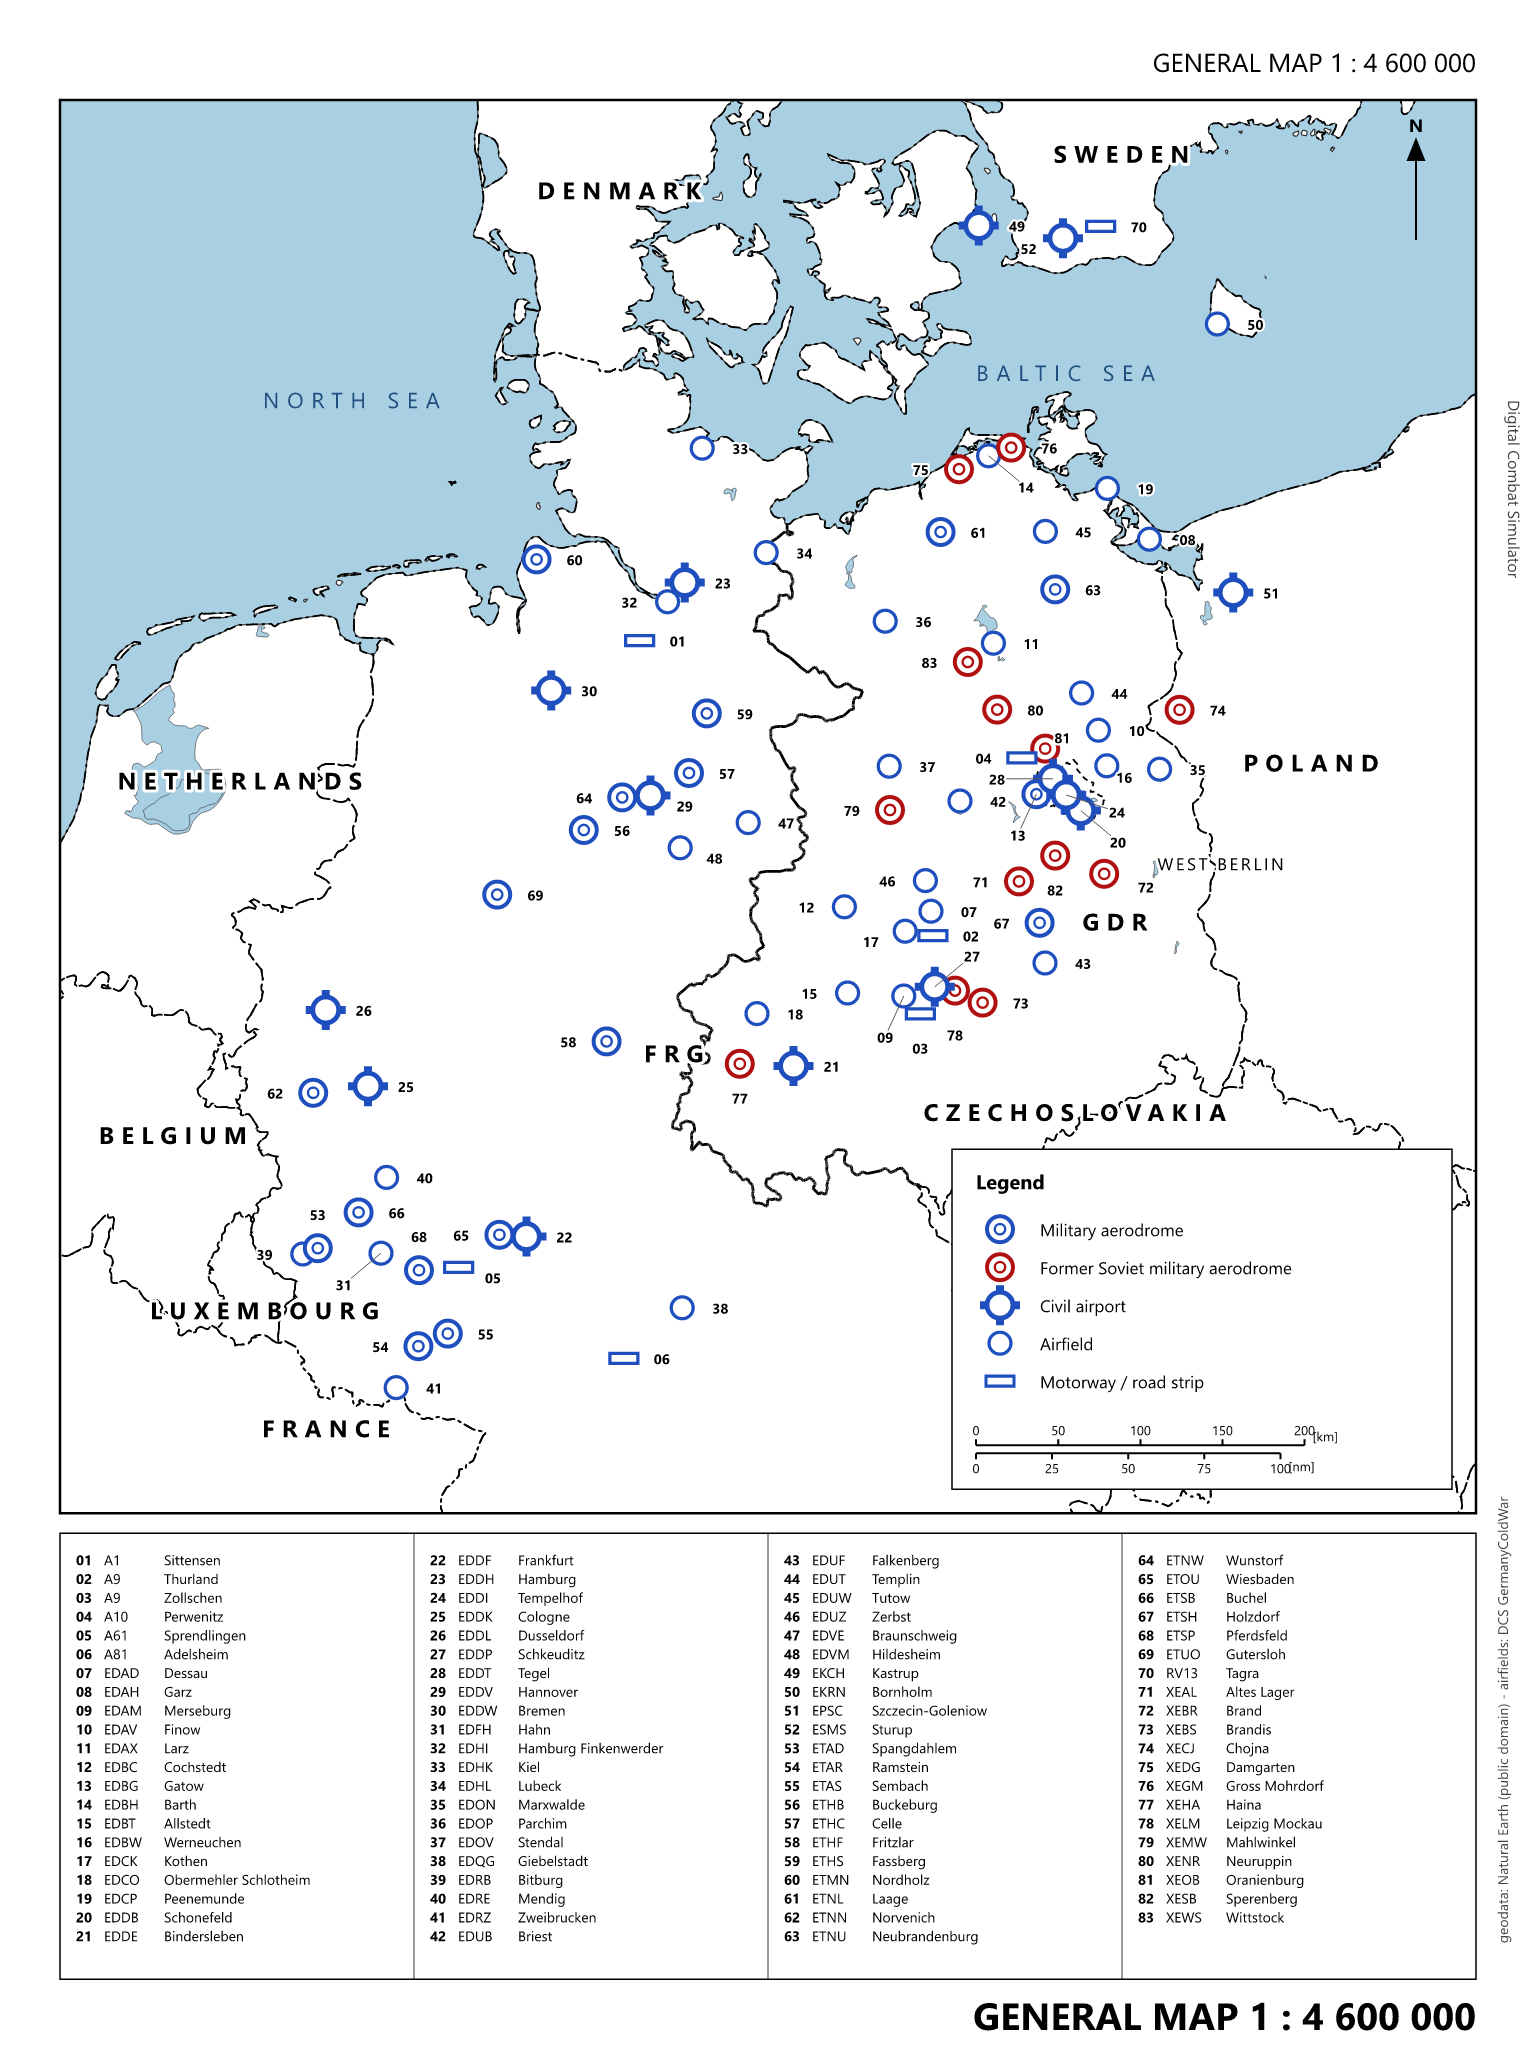 GENERAL MAP 1 : 4 600 000
N
SWEDEN
DENMARK
49
70
52
50
BALTIC SEA
NORTH SEA
Digital Combat Simulator
33
76
75
14
19
61
45
08
34
60
23
63
51
32
36
01
11
83
30
44
59
80
74
10
81
04
POLAND
37
57
28
16
35
NETHERLANDS
64
29
42
79
24
47
56
13
20
48
WEST BERLIN
46
71
82
72
69
12
07
67
GDR
17
02
27
43
15
73
26
18
09
78
58
03
FRG
21
25
62
77
CZECHOSLOVAKIA
BELGIUM
40
53
66
68
65
22
39
31
05
LUXEMBOURG
38
55
54
06
41
FRANCE
Legend
Military aerodrome
Former Soviet military aerodrome
Civil airport
Airfield
Motorway / road strip
0 50 100 150 200 [km]
0 25 50 75 100 [nm]
01 A1 Sittensen
02 A9 Thurland
03 A9 Zollschen
04 A10 Perwenitz
05 A61 Sprendlingen
06 A81 Adelsheim
07 EDAD Dessau
08 EDAH Garz
09 EDAM Merseburg
10 EDAV Finow
11 EDAX Larz
12 EDBC Cochstedt
13 EDBG Gatow
14 EDBH Barth
15 EDBT Allstedt
16 EDBW Werneuchen
17 EDCK Kothen
18 EDCO Obermehler Schlotheim
19 EDCP Peenemunde
20 EDDB Schonefeld
21 EDDE Bindersleben
22 EDDF Frankfurt
23 EDDH Hamburg
24 EDDI Tempelhof
25 EDDK Cologne
26 EDDL Dusseldorf
27 EDDP Schkeuditz
28 EDDT Tegel
29 EDDV Hannover
30 EDDW Bremen
31 EDFH Hahn
32 EDHI Hamburg Finkenwerder
33 EDHK Kiel
34 EDHL Lubeck
35 EDON Marxwalde
36 EDOP Parchim
37 EDOV Stendal
38 EDQG Giebelstadt
39 EDRB Bitburg
40 EDRE Mendig
41 EDRZ Zweibrucken
42 EDUB Briest
43 EDUF Falkenberg
44 EDUT Templin
45 EDUW Tutow
46 EDUZ Zerbst
47 EDVE Braunschweig
48 EDVM Hildesheim
49 EKCH Kastrup
50 EKRN Bornholm
51 EPSC Szczecin-Goleniow
52 ESMS Sturup
53 ETAD Spangdahlem
54 ETAR Ramstein
55 ETAS Sembach
56 ETHB Buckeburg
57 ETHC Celle
58 ETHF Fritzlar
59 ETHS Fassberg
60 ETMN Nordholz
61 ETNL Laage
62 ETNN Norvenich
63 ETNU Neubrandenburg
64 ETNW Wunstorf
65 ETOU Wiesbaden
66 ETSB Buchel
67 ETSH Holzdorf
68 ETSP Pferdsfeld
69 ETUO Gutersloh
70 RV13 Tagra
71 XEAL Altes Lager
72 XEBR Brand
73 XEBS Brandis
74 XECJ Chojna
75 XEDG Damgarten
76 XEGM Gross Mohrdorf
77 XEHA Haina
78 XELM Leipzig Mockau
79 XEMW Mahlwinkel
80 XENR Neuruppin
81 XEOB Oranienburg
82 XESB Sperenberg
83 XEWS Wittstock
geodata: Natural Earth (public domain) - airfields: DCS GermanyColdWar
GENERAL MAP 1 : 4 600 000